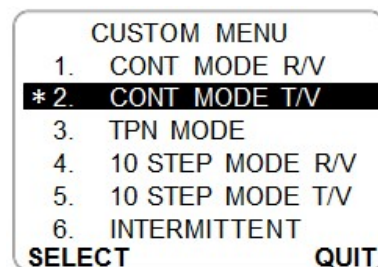 CUSTOM MENU
1. CONT MODE R/V
* 2. CONT MODE T/V
3. TPN MODE
4. 10 STEP MODE R/V
5. 10 STEP MODE T/V
6. INTERMITTENT
SELECT QUIT